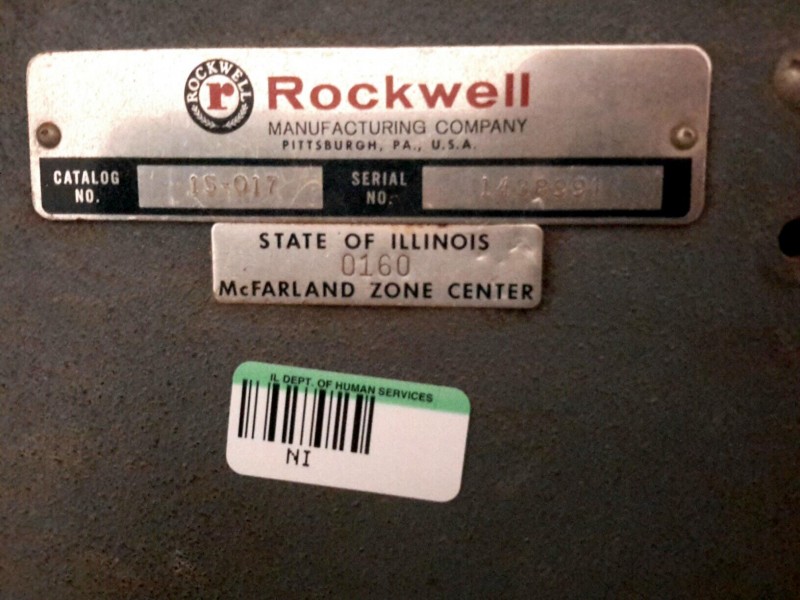 ROCKWELL
r
Rockwell
MANUFACTURING COMPANY
PITTSBURGH, PA., U.S.A.
CATALOG NO. 15-017 SERIAL NO.
STATE OF ILLINOIS
0160
McFARLAND ZONE CENTER
IL DEPT. OF HUMAN SERVICES
NI